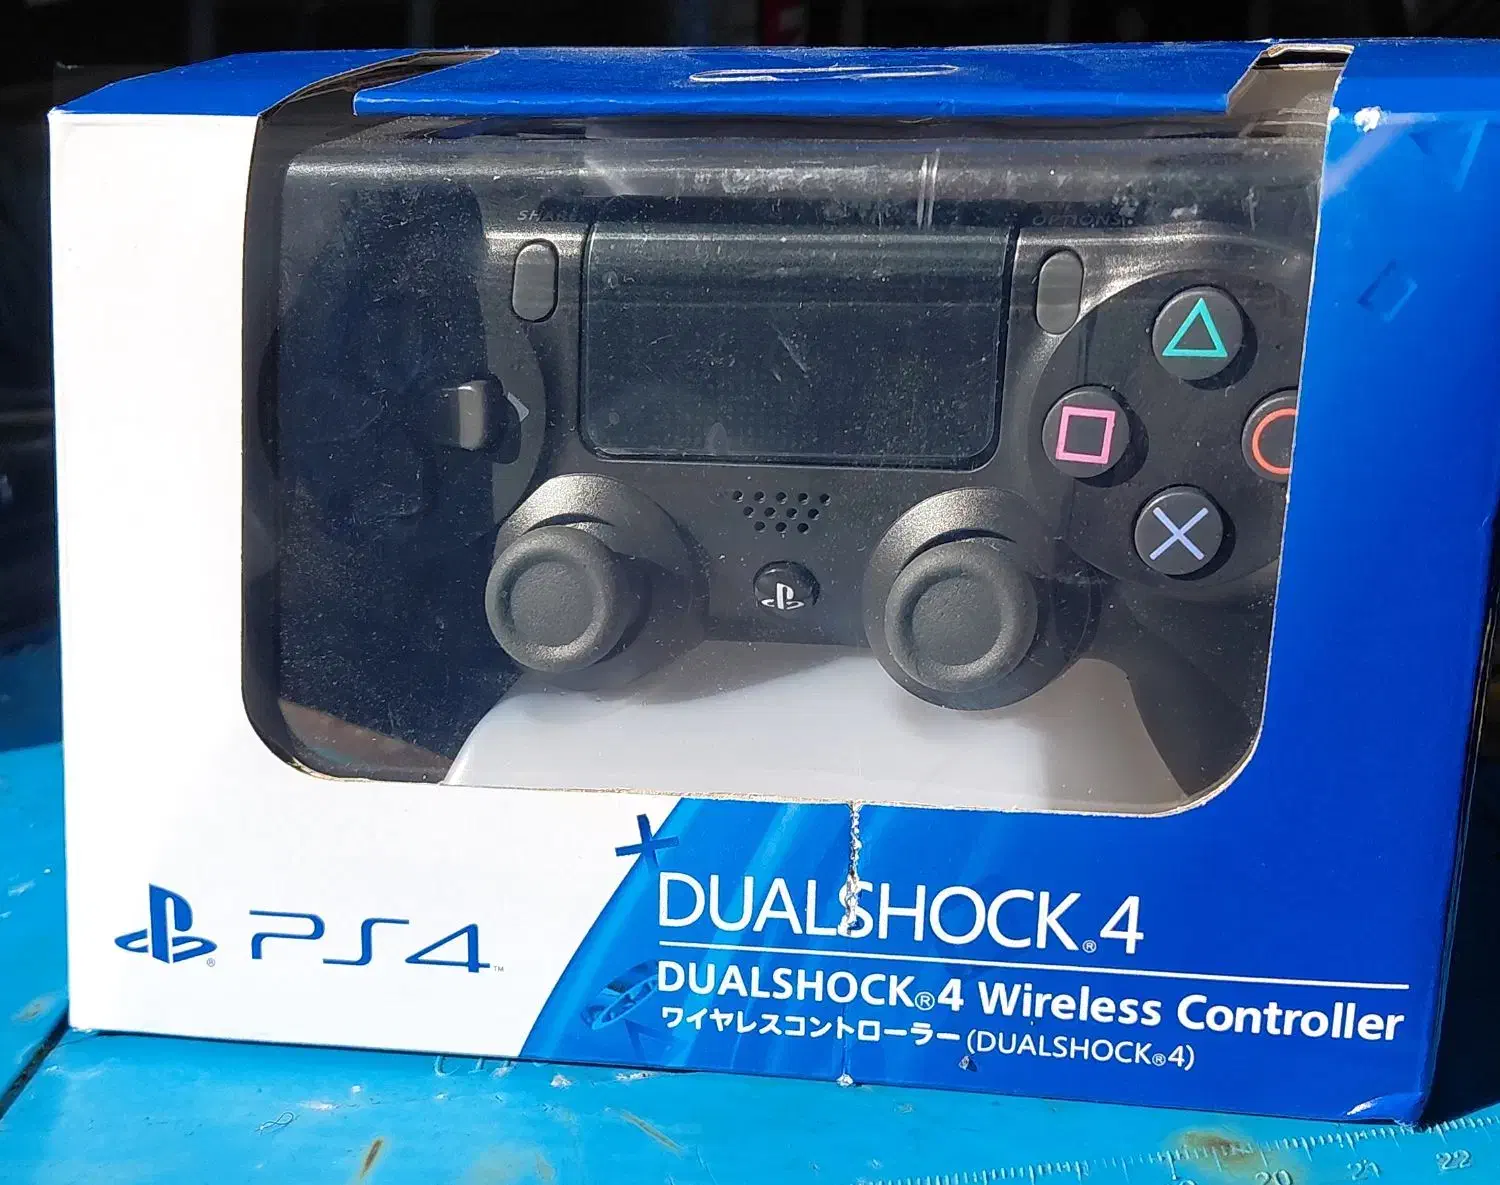 SHARE
OPTIONS
PS4™
DUALSHOCK®4
DUALSHOCK®4 Wireless Controller
ワイヤレスコントローラー(DUALSHOCK®4)
20 21 22